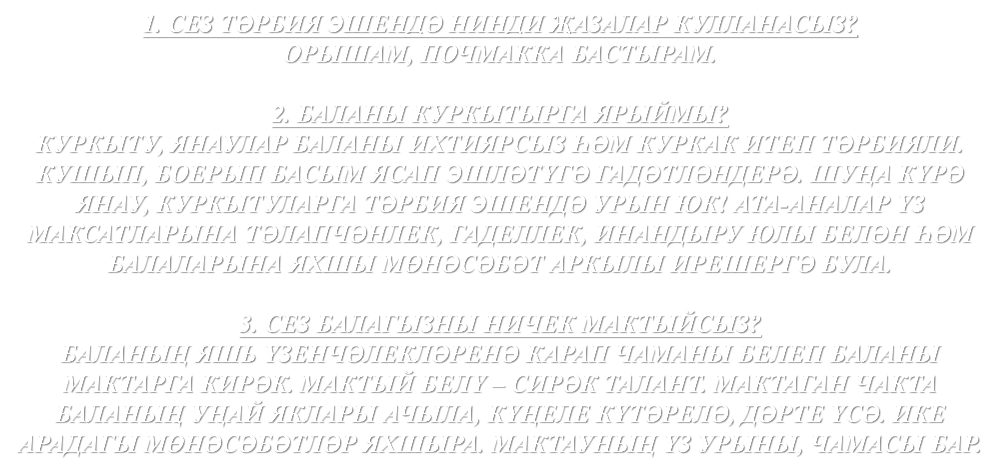 1. СЕЗ ТӘРБИЯ ЭШЕНДӘ НИНДИ ҖАЗАЛАР КУЛЛАНАСЫЗ?
ОРЫШАМ, ПОЧМАККА БАСТЫРАМ.
2. БАЛАНЫ КУРКЫТЫРГА ЯРЫЙМЫ?
КУРКЫТУ, ЯНАУЛАР БАЛАНЫ ИХТИЯРСЫЗ ҺӘМ КУРКАК ИТЕП ТӘРБИЯЛИ.
КУШЫП, БОЕРЫП БАСЫМ ЯСАП ЭШЛӘТҮГӘ ГАДӘТЛӘНДЕРӘ. ШУҢА КҮРӘ
ЯНАУ, КУРКЫТУЛАРГА ТӘРБИЯ ЭШЕНДӘ УРЫН ЮК! АТА-АНАЛАР ҮЗ
МАКСАТЛАРЫНА ТӘЛАПЧӘНЛЕК, ГАДЕЛЛЕК, ИНАНДЫРУ ЮЛЫ БЕЛӘН ҺӘМ
БАЛАЛАРЫНА ЯХШЫ МӨНӘСӘБӘТ АРКЫЛЫ ИРЕШЕРГӘ БУЛА.
3. СЕЗ БАЛАГЫЗНЫ НИЧЕК МАКТЫЙСЫЗ?
БАЛАНЫҢ ЯШЬ ҮЗЕНЧӘЛЕКЛӘРЕНӘ КАРАП ЧАМАНЫ БЕЛЕП БАЛАНЫ
МАКТАРГА КИРӘК. МАКТЫЙ БЕЛҮ – СИРӘК ТАЛАНТ. МАКТАГАН ЧАКТА
БАЛАНЫҢ УҢАЙ ЯКЛАРЫ АЧЫЛА, КҮҢЕЛЕ КҮТӘРЕЛӘ, ДӘРТЕ ҮСӘ. ИКЕ
АРАДАГЫ МӨНӘСӘБӘТЛӘР ЯХШЫРА. МАКТАУНЫҢ ҮЗ УРЫНЫ, ЧАМАСЫ БАР.